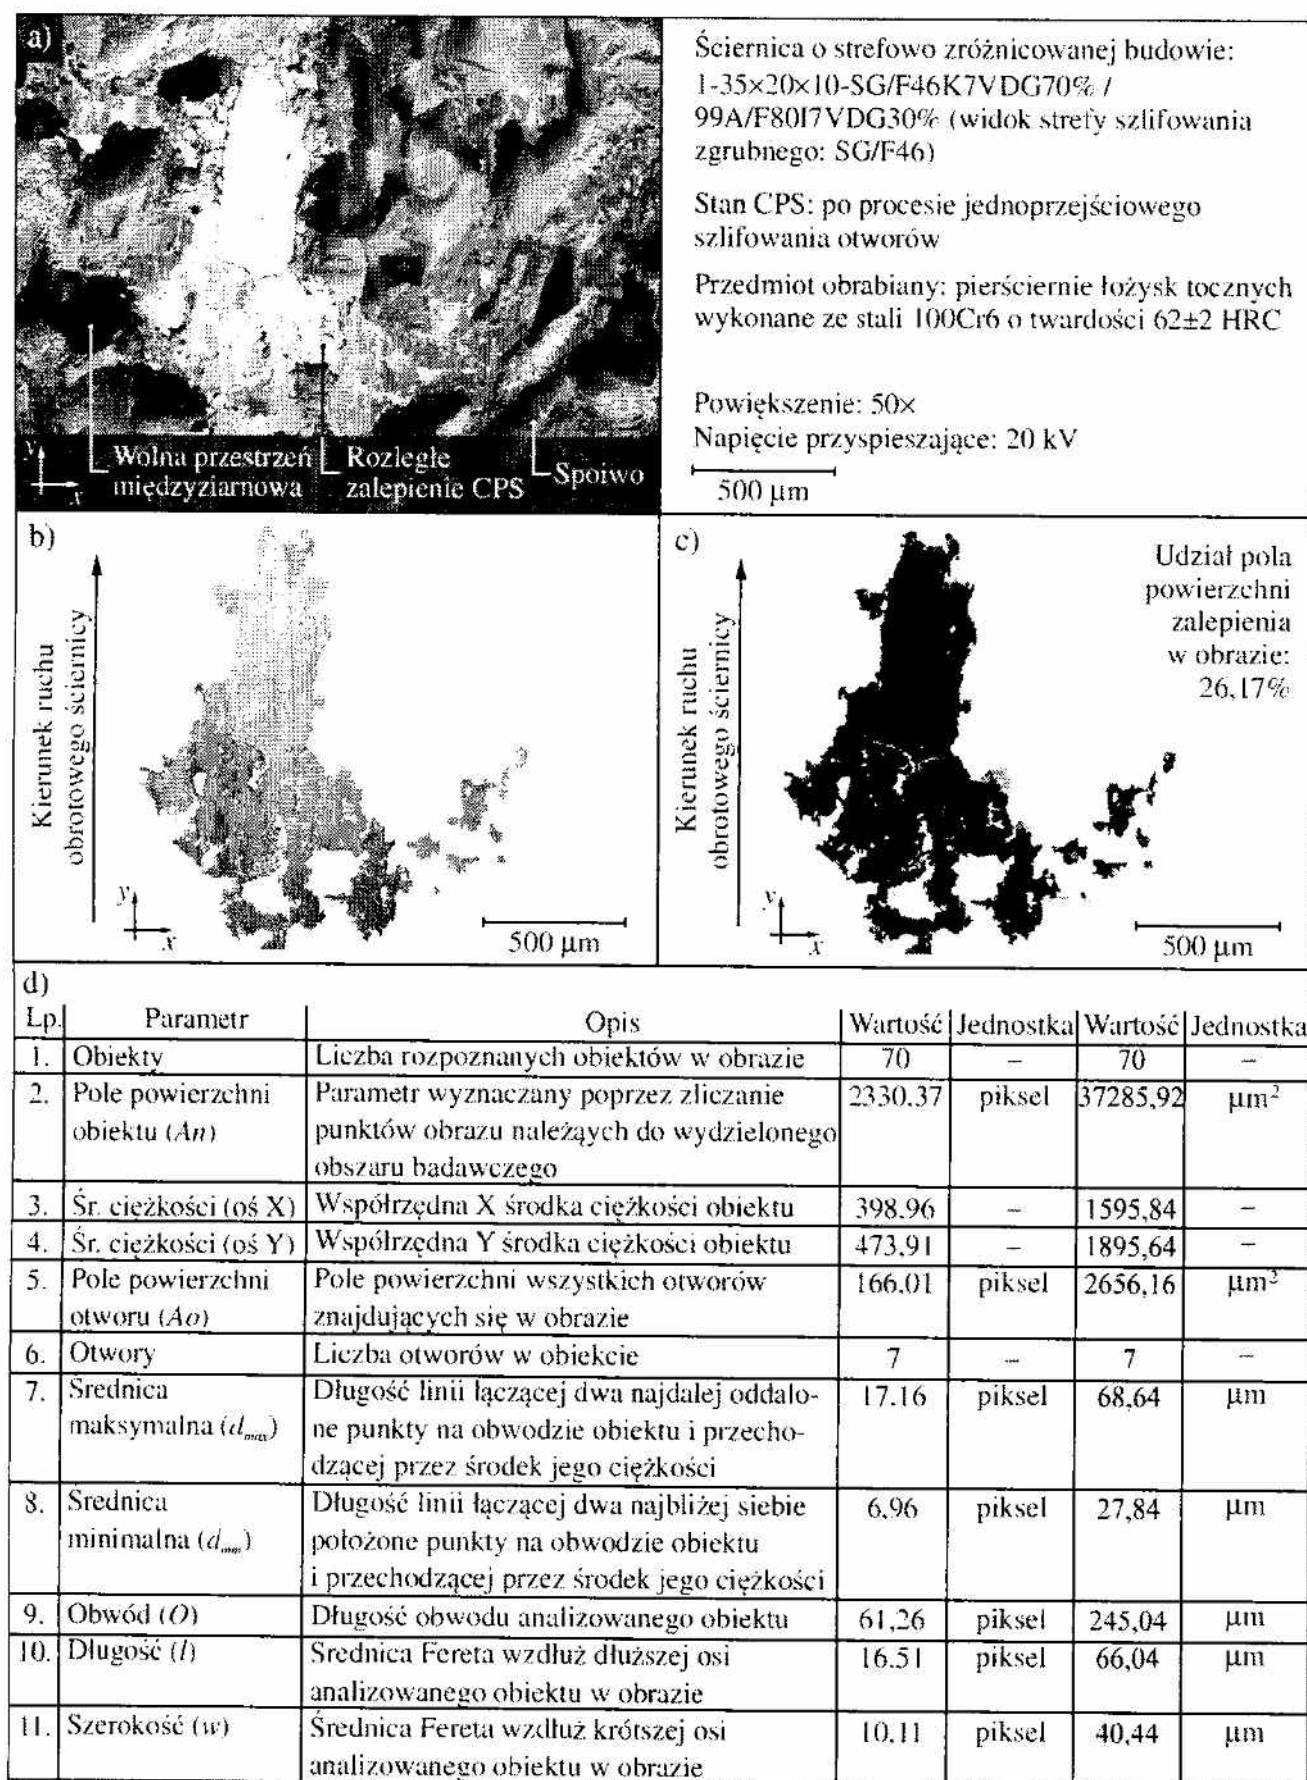 a)
Ściernica o strefowo zróżnicowanej budowie:
1-35×20×10-SG/F46K7VDG70% /
99A/F80I7VDG30% (widok strefy szlifowania
zgrubnego: SG/F46)
Stan CPS: po procesie jednoprzejściowego
szlifowania otworów
Przedmiot obrabiany: pierściernie łożysk tocznych
wykonane ze stali 100Cr6 o twardości 62±2 HRC
Powiększenie: 50×
Napięcie przyspieszające: 20 kV
500 µm
y
x
Wolna przestrzeń
międzyziarnowa
Rozległe
zalepienie CPS
Spoiwo
b)
Kierunek ruchu
obrotowego ściernicy
y
x
500 µm
c)
Udział pola
powierzchni
zalepienia
w obrazie:
26,17%
Kierunek ruchu
obrotowego ściernicy
y
x
500 µm
d)
Lp. Parametr Opis Wartość Jednostka Wartość Jednostka
1. Obiekty Liczba rozpoznanych obiektów w obrazie 70 – 70 –
2. Pole powierzchni Parametr wyznaczany poprzez zliczanie 2330.37 piksel 37285,92 µm²
obiektu (An) punktów obrazu należąych do wydzielonego
obszaru badawczego
3. Śr. ciężkości (oś X) Współrzędna X środka ciężkości obiektu 398.96 – 1595,84 –
4. Śr. ciężkości (oś Y) Współrzędna Y środka ciężkości obiektu 473,91 – 1895,64 –
5. Pole powierzchni Pole powierzchni wszystkich otworów 166.01 piksel 2656,16 µm²
otworu (Ao) znajdujących się w obrazie
6. Otwory Liczba otworów w obiekcie 7 – 7 –
7. Średnica Długość linii łączącej dwa najdalej oddalo- 17.16 piksel 68,64 µm
maksymalna (dmax) ne punkty na obwodzie obiektu i przecho-
dzącej przez środek jego ciężkości
8. Średnica Długość linii łączącej dwa najbliżej siebie 6,96 piksel 27,84 µm
minimalna (dmin) położone punkty na obwodzie obiektu
i przechodzącej przez środek jego ciężkości
9. Obwód (O) Długość obwodu analizowanego obiektu 61,26 piksel 245,04 µm
10. Długość (l) Średnica Fereta wzdłuż dłuższej osi 16.51 piksel 66,04 µm
analizowanego obiektu w obrazie
11. Szerokość (w) Średnica Fereta wzdłuż krótszej osi 10.11 piksel 40,44 µm
analizowanego obiektu w obrazie